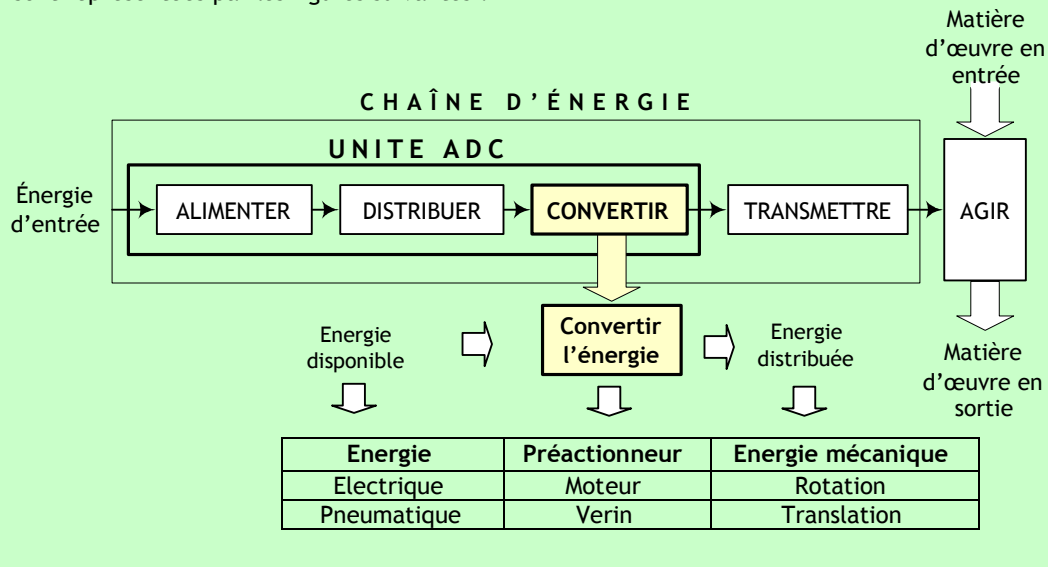 Matière
d’œuvre en
entrée
CHAÎNE D’ÉNERGIE
UNITE ADC
Énergie
d’entrée
ALIMENTER
DISTRIBUER
CONVERTIR
TRANSMETTRE
AGIR
Energie
disponible
Convertir
l’énergie
Energie
distribuée
Matière
d’œuvre en
sortie
Energie Préactionneur Energie mécanique
Electrique Moteur Rotation
Pneumatique Verin Translation